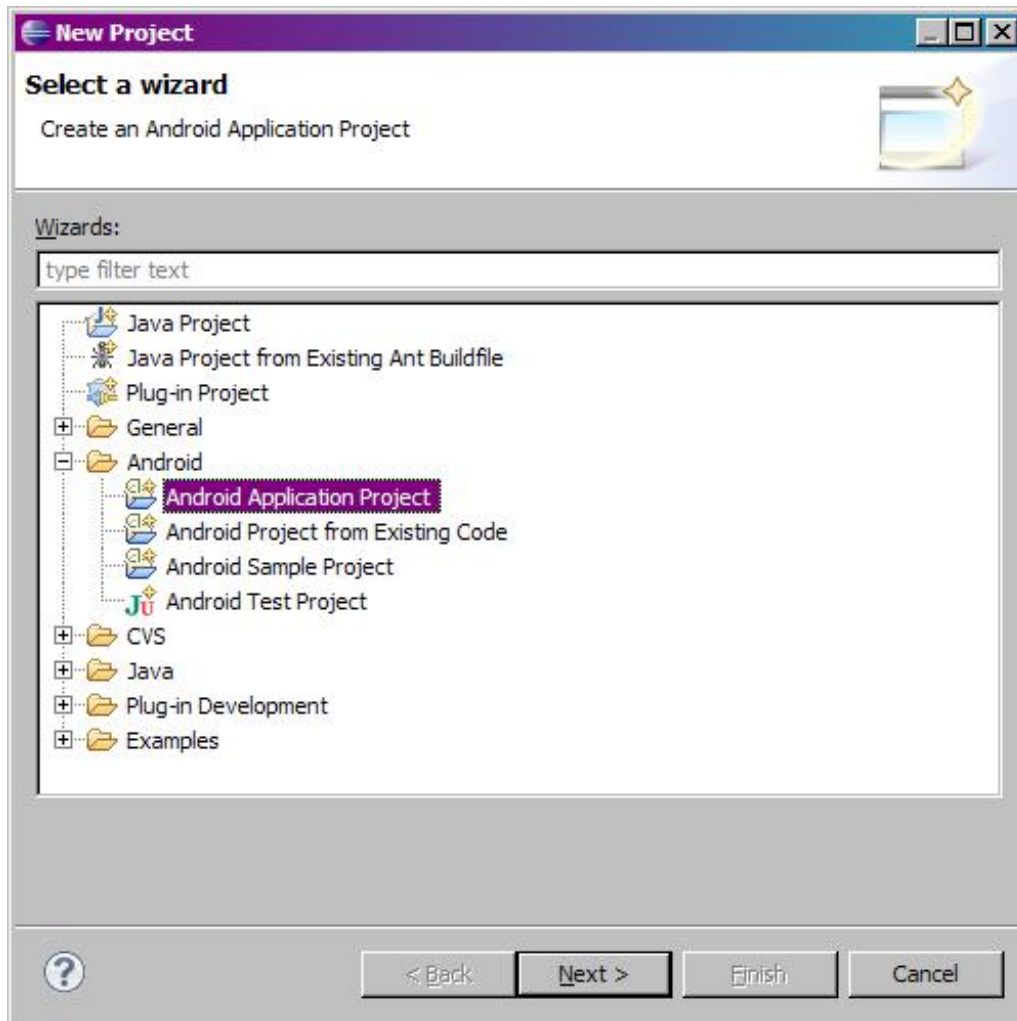 New Project
Select a wizard
Create an Android Application Project
Wizards:
type filter text
Java Project
Java Project from Existing Ant Buildfile
Plug-in Project
General
Android
Android Application Project
Android Project from Existing Code
Android Sample Project
Android Test Project
CVS
Java
Plug-in Development
Examples
? < Back Next > Finish Cancel